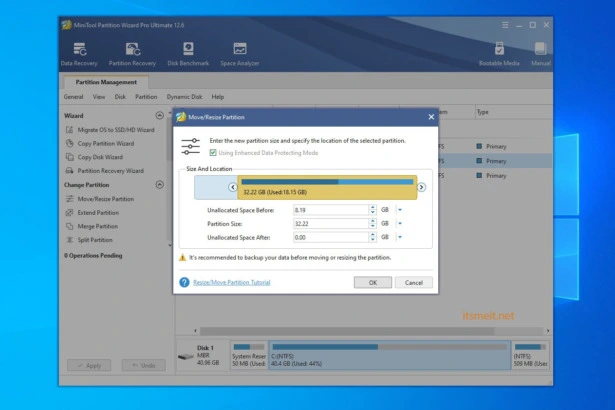 MiniTool Partition Wizard Pro Ultimate 12.6
Data Recovery Partition Recovery Disk Benchmark Space Analyzer Bootable Media Manual
Partition Management
General View Disk Partition Dynamic Disk Help
Wizard
Migrate OS to SSD/HD Wizard
Copy Partition Wizard
Copy Disk Wizard
Partition Recovery Wizard
Change Partition
Move/Resize Partition
Extend Partition
Merge Partition
Split Partition
0 Operations Pending
Apply Undo
Type
Primary
Primary
Primary
Move/Resize Partition
Enter the new partition size and specify the location of the selected partition.
Using Enhanced Data Protecting Mode
Size And Location
32.22 GB (Used:18.15 GB)
Unallocated Space Before: 8.19 GB
Partition Size: 32.22 GB
Unallocated Space After: 0.00 GB
It's recommended to backup your data before moving or resizing the partition.
Resize/Move Partition Tutorial
OK Cancel
itsmeit.net
Disk 1
MBR
40.98 GB
System Reser
50 MB (Used:
C:(NTFS)
40.4 GB (Used: 44%)
(NTFS)
509 MB (Used